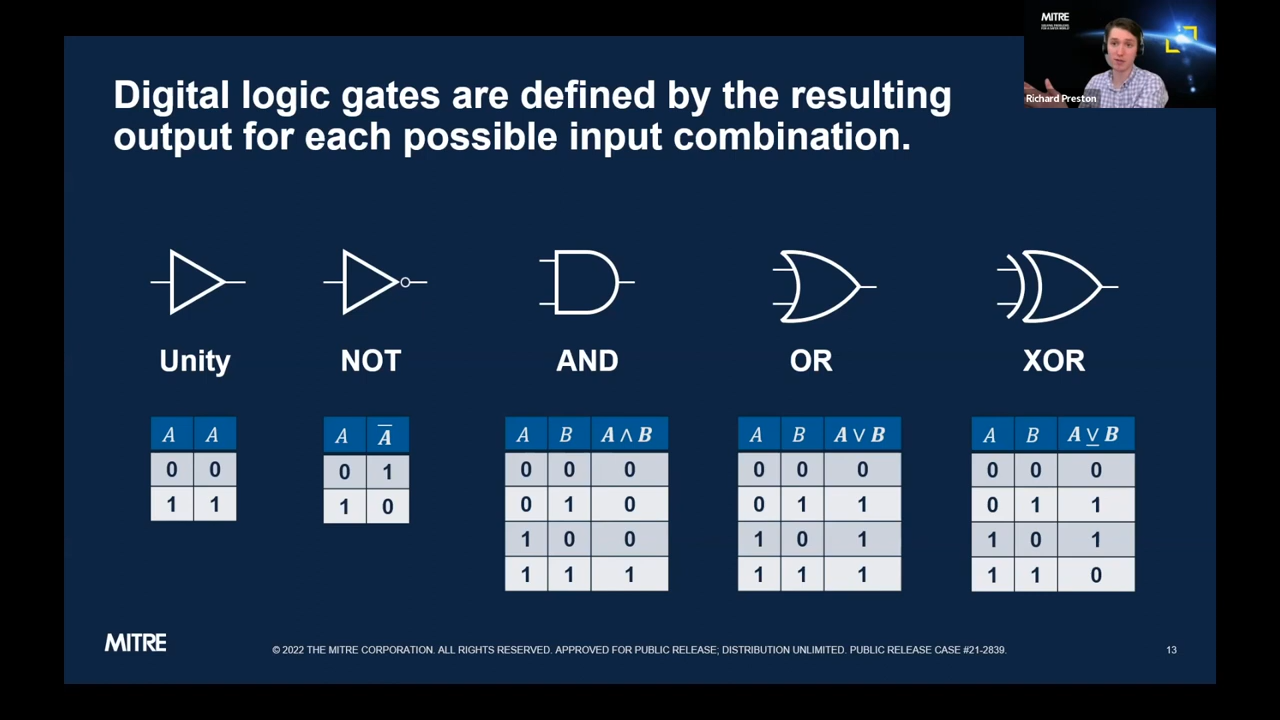 MITRE
Richard Preston
Digital logic gates are defined by the resulting
output for each possible input combination.
Unity NOT AND OR XOR
A A
0 0
1 1
A A̅
0 1
1 0
A B A ∧ B
0 0 0
0 1 0
1 0 0
1 1 1
A B A ∨ B
0 0 0
0 1 1
1 0 1
1 1 1
A B A ⊻ B
0 0 0
0 1 1
1 0 1
1 1 0
MITRE
© 2022 THE MITRE CORPORATION. ALL RIGHTS RESERVED. APPROVED FOR PUBLIC RELEASE; DISTRIBUTION UNLIMITED. PUBLIC RELEASE CASE #21-2839.
13